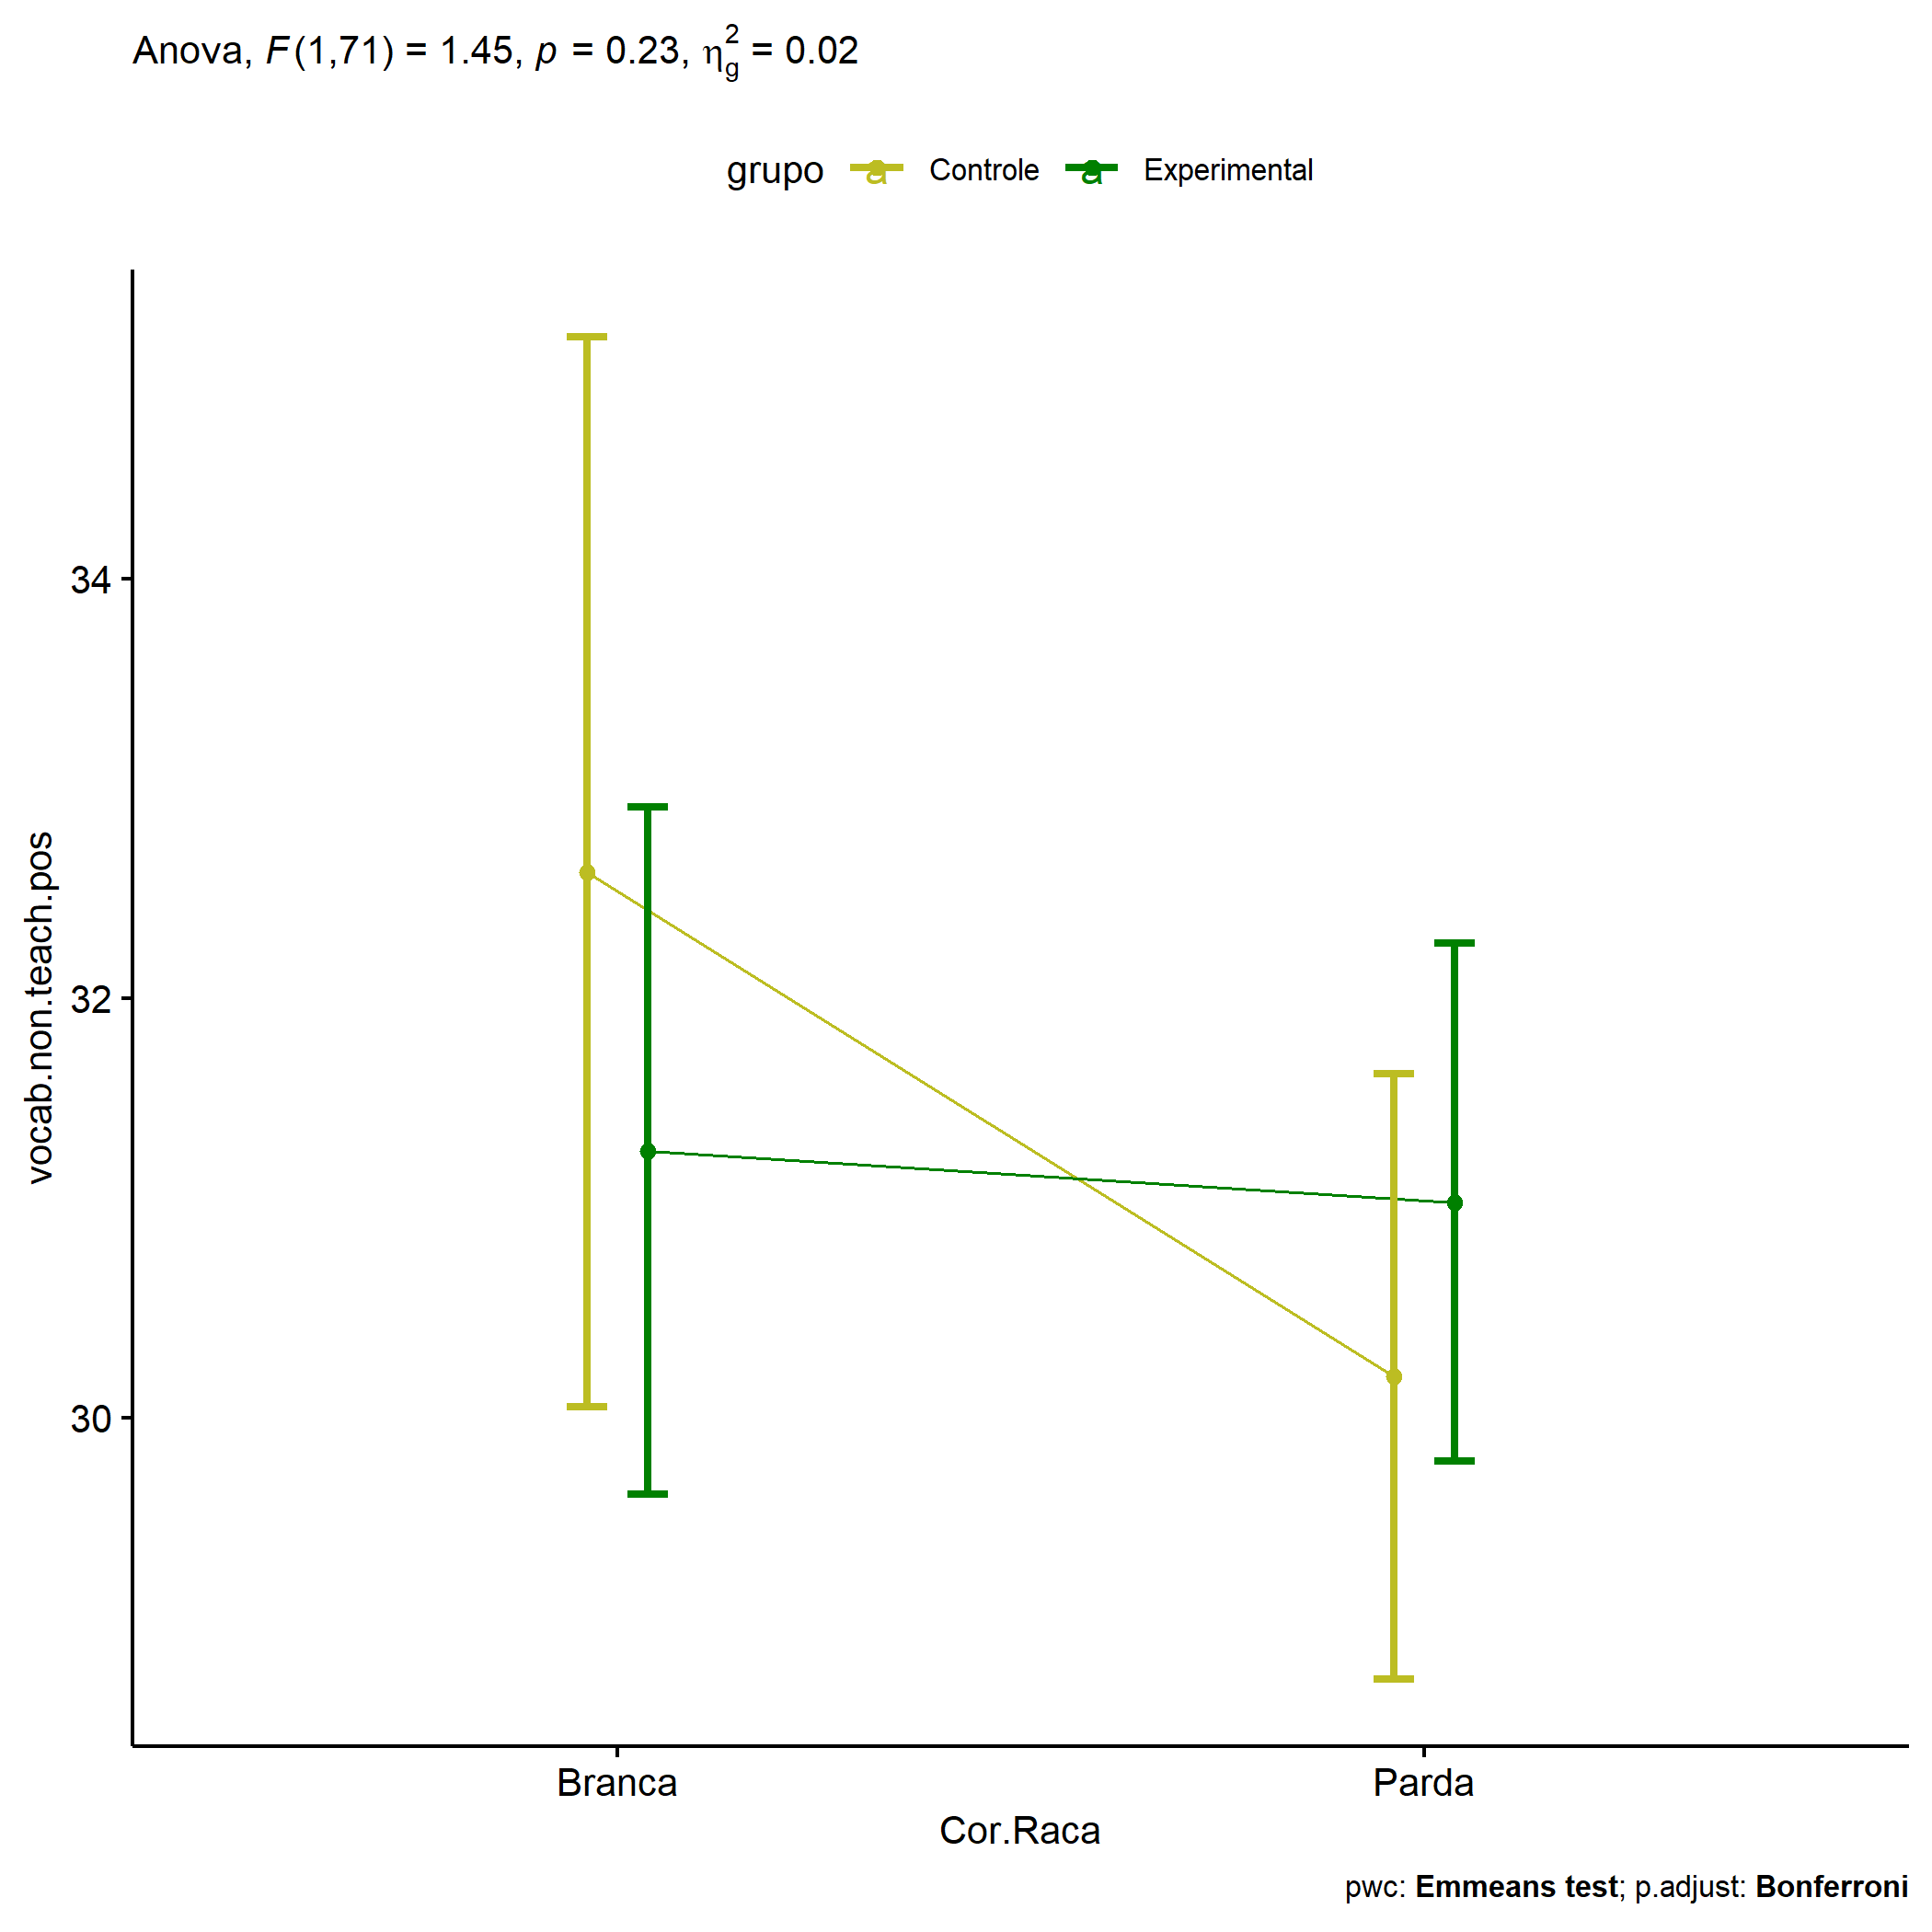 Anova, F(1,71) = 1.45, p = 0.23, η²g = 0.02
grupo a Controle a Experimental
34
32
30
vocab.non.teach.pos
Branca Parda
Cor.Raca
pwc: Emmeans test; p.adjust: Bonferroni